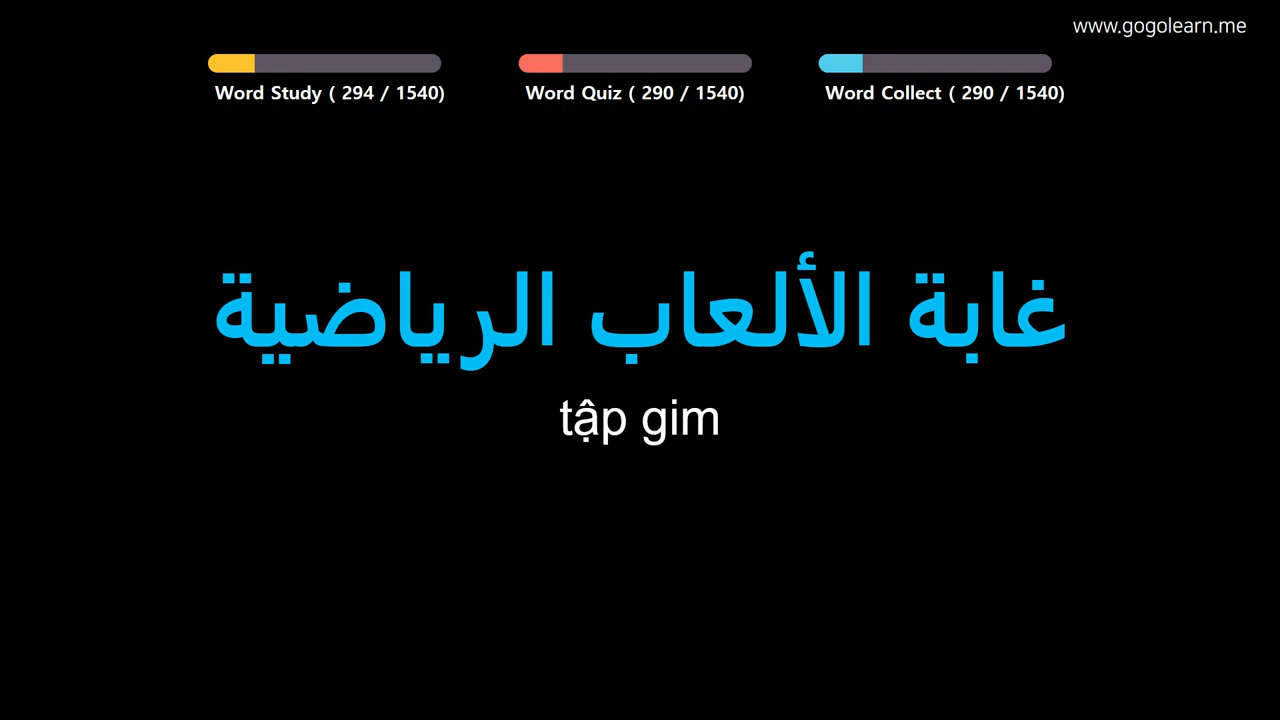 www.gogolearn.me
Word Study ( 294 / 1540)
Word Quiz ( 290 / 1540)
Word Collect ( 290 / 1540)
غابة الألعاب الرياضية
tập gim